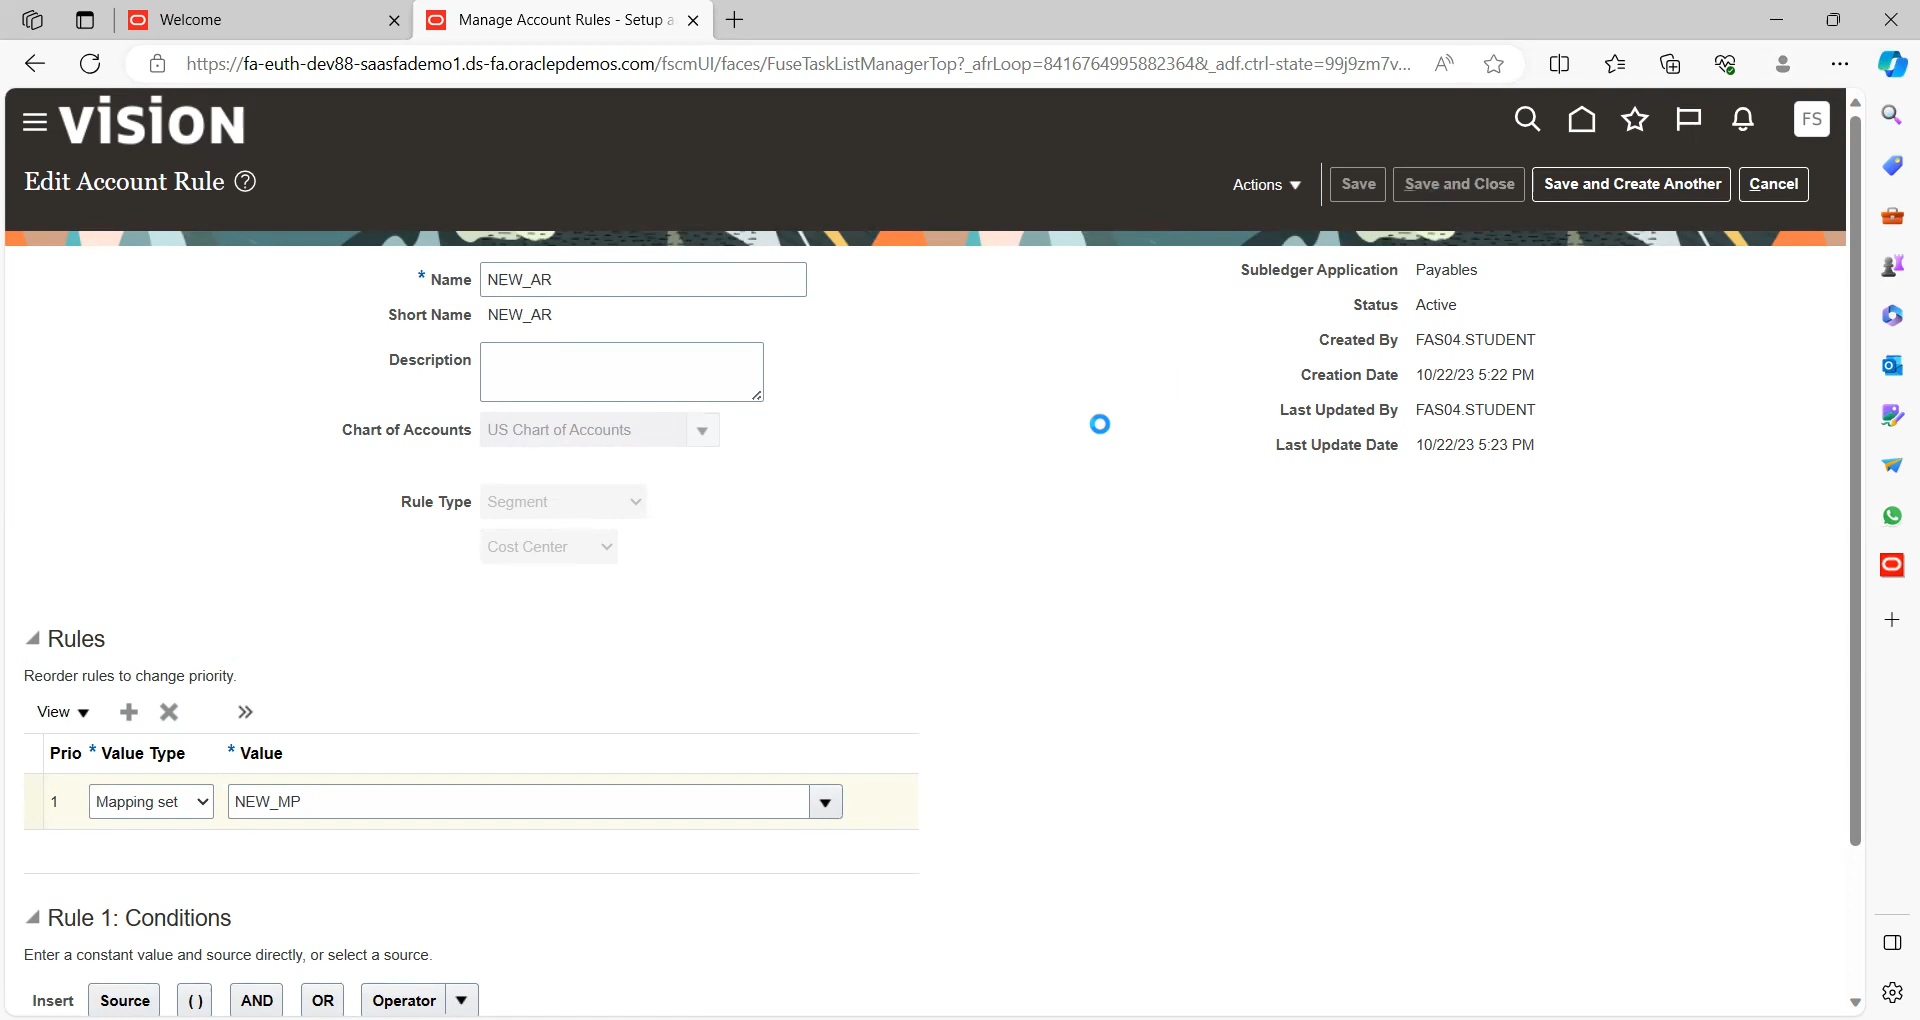 Welcome
Manage Account Rules - Setup a
https://fa-euth-dev88-saasfademo1.ds-fa.oraclepdemos.com/fscmUI/faces/FuseTaskListManagerTop?_afrLoop=84167649958823648&_adf.ctrl-state=99j9zm7v...
VISION
FS
Edit Account Rule
Actions
Save
Save and Close
Save and Create Another
Cancel
* Name NEW_AR
Short Name NEW_AR
Description
Chart of Accounts US Chart of Accounts
Rule Type Segment
Cost Center
Subledger Application Payables
Status Active
Created By FAS04.STUDENT
Creation Date 10/22/23 5:22 PM
Last Updated By FAS04.STUDENT
Last Update Date 10/22/23 5:23 PM
Rules
Reorder rules to change priority.
View
Prio * Value Type * Value
1 Mapping set NEW_MP
Rule 1: Conditions
Enter a constant value and source directly, or select a source.
Insert Source ( ) AND OR Operator